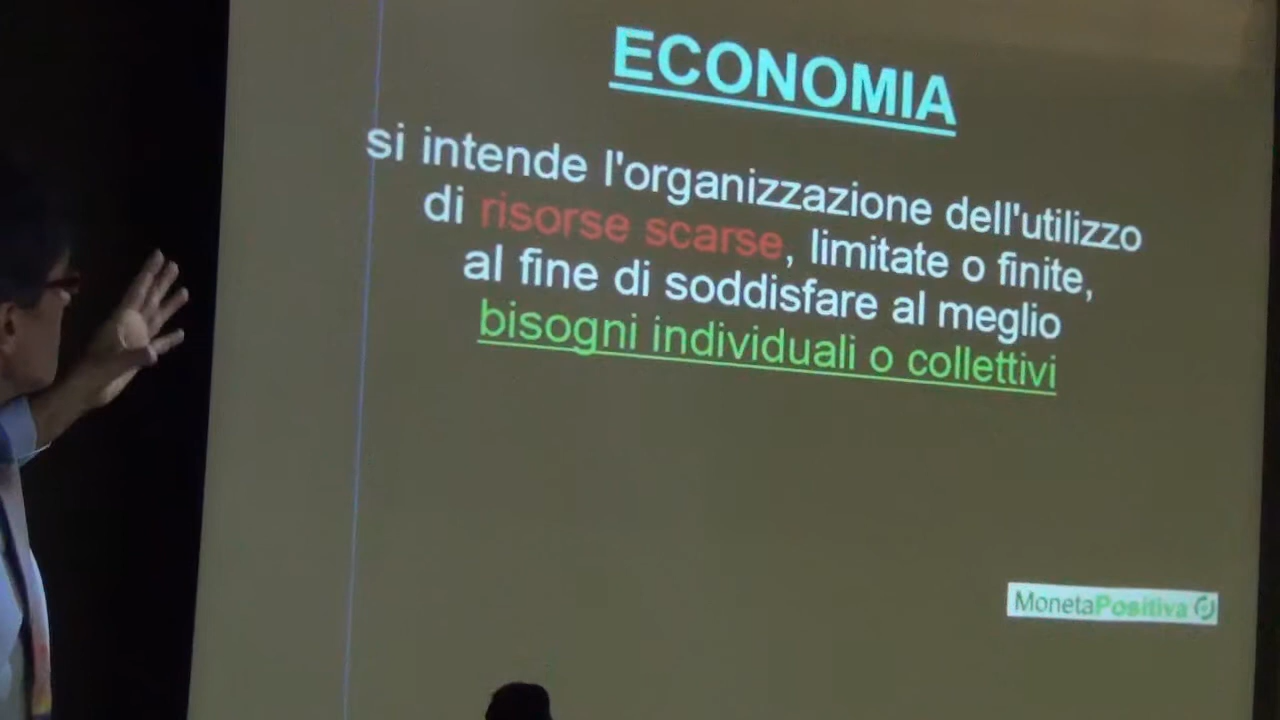 ECONOMIA
si intende l'organizzazione dell'utilizzo
di risorse scarse, limitate o finite,
al fine di soddisfare al meglio
bisogni individuali o collettivi
MonetaPositiva